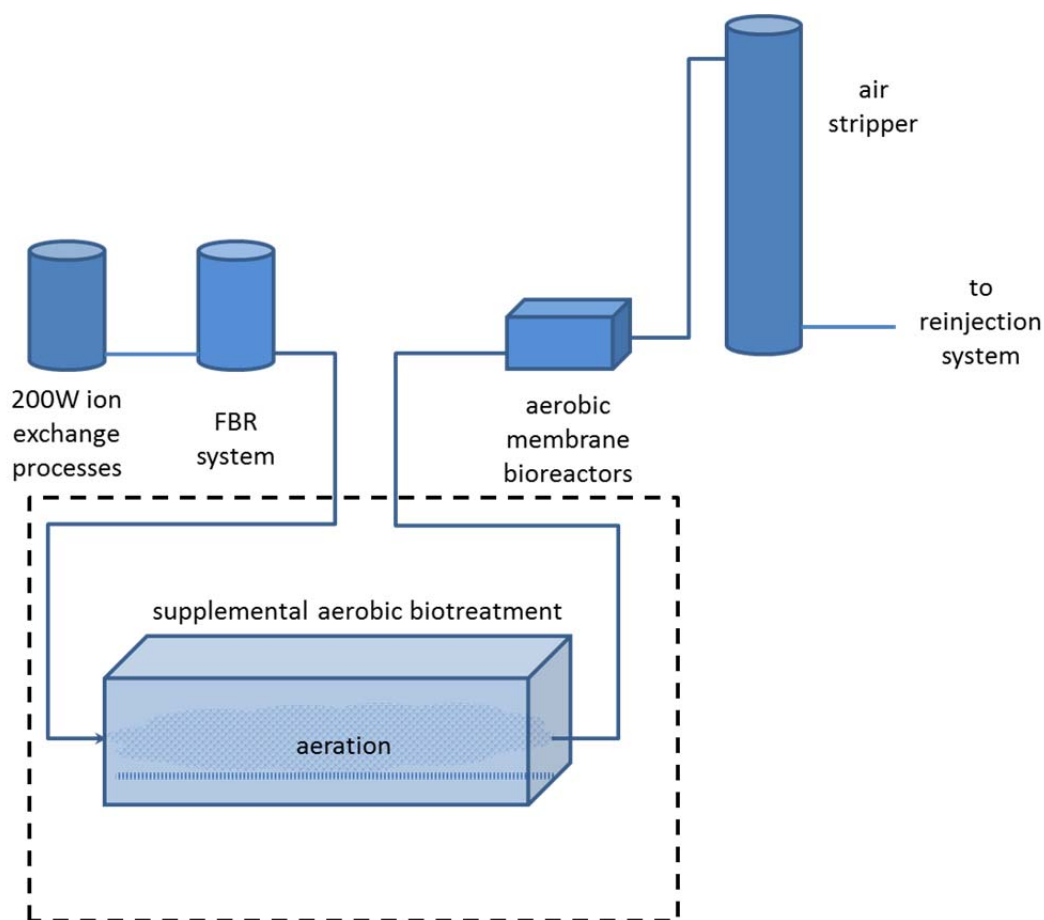 air
stripper
to
reinjection
system
200W ion
exchange
processes
FBR
system
aerobic
membrane
bioreactors
supplemental aerobic biotreatment
aeration